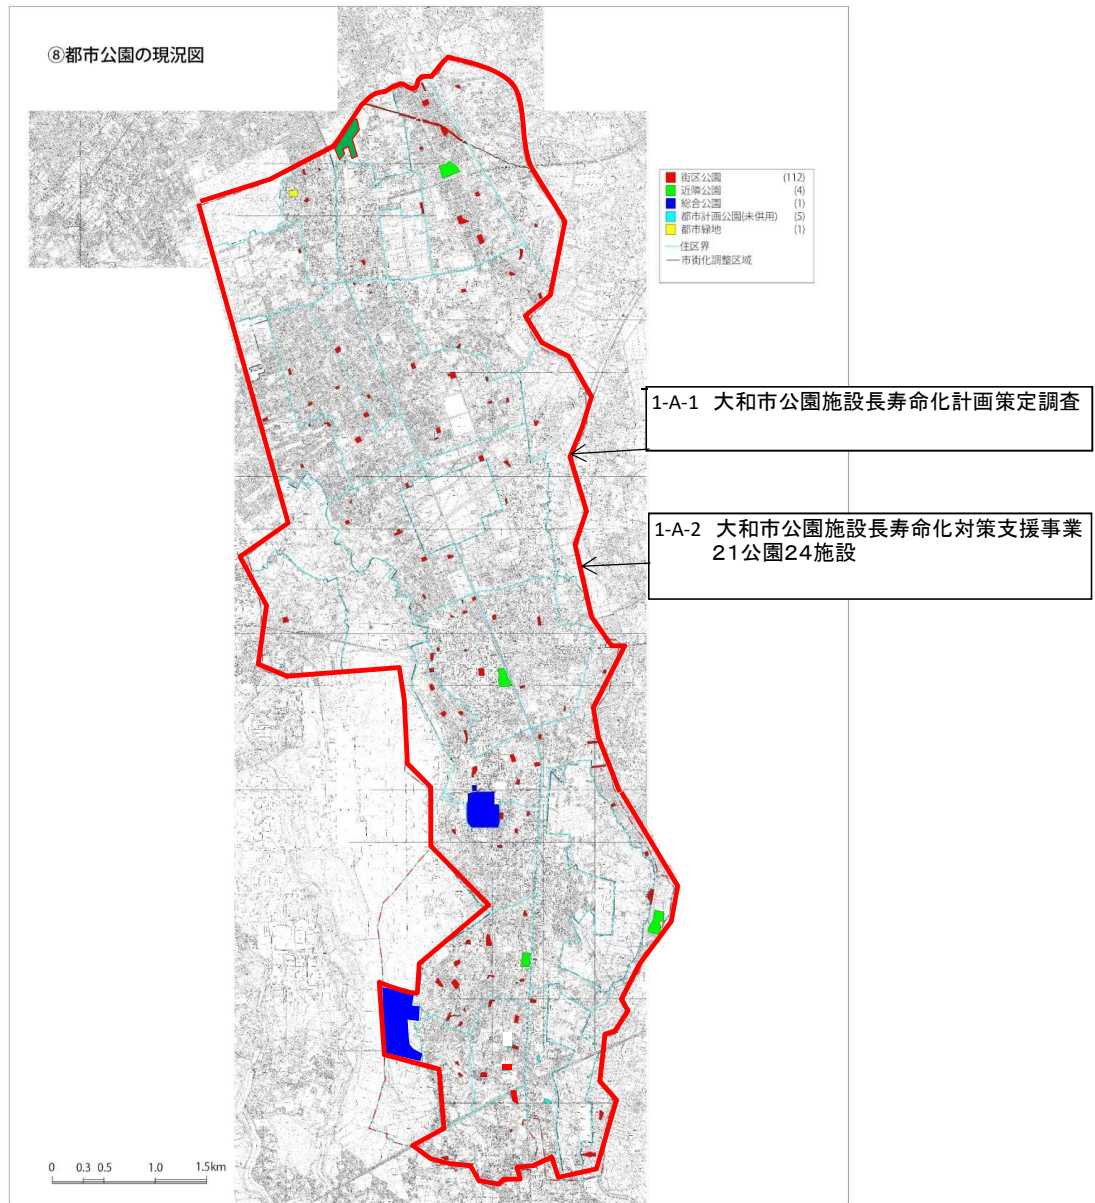 ⑧都市公園の現況図
街区公園 (112)
近隣公園 (4)
総合公園 (1)
都市計画公園(未供用) (5)
都市緑地 (1)
住区界
市街化調整区域
1-A-1 大和市公園施設長寿命化計画策定調査
1-A-2 大和市公園施設長寿命化対策支援事業
21公園24施設
0 0.3 0.5 1.0 1.5km